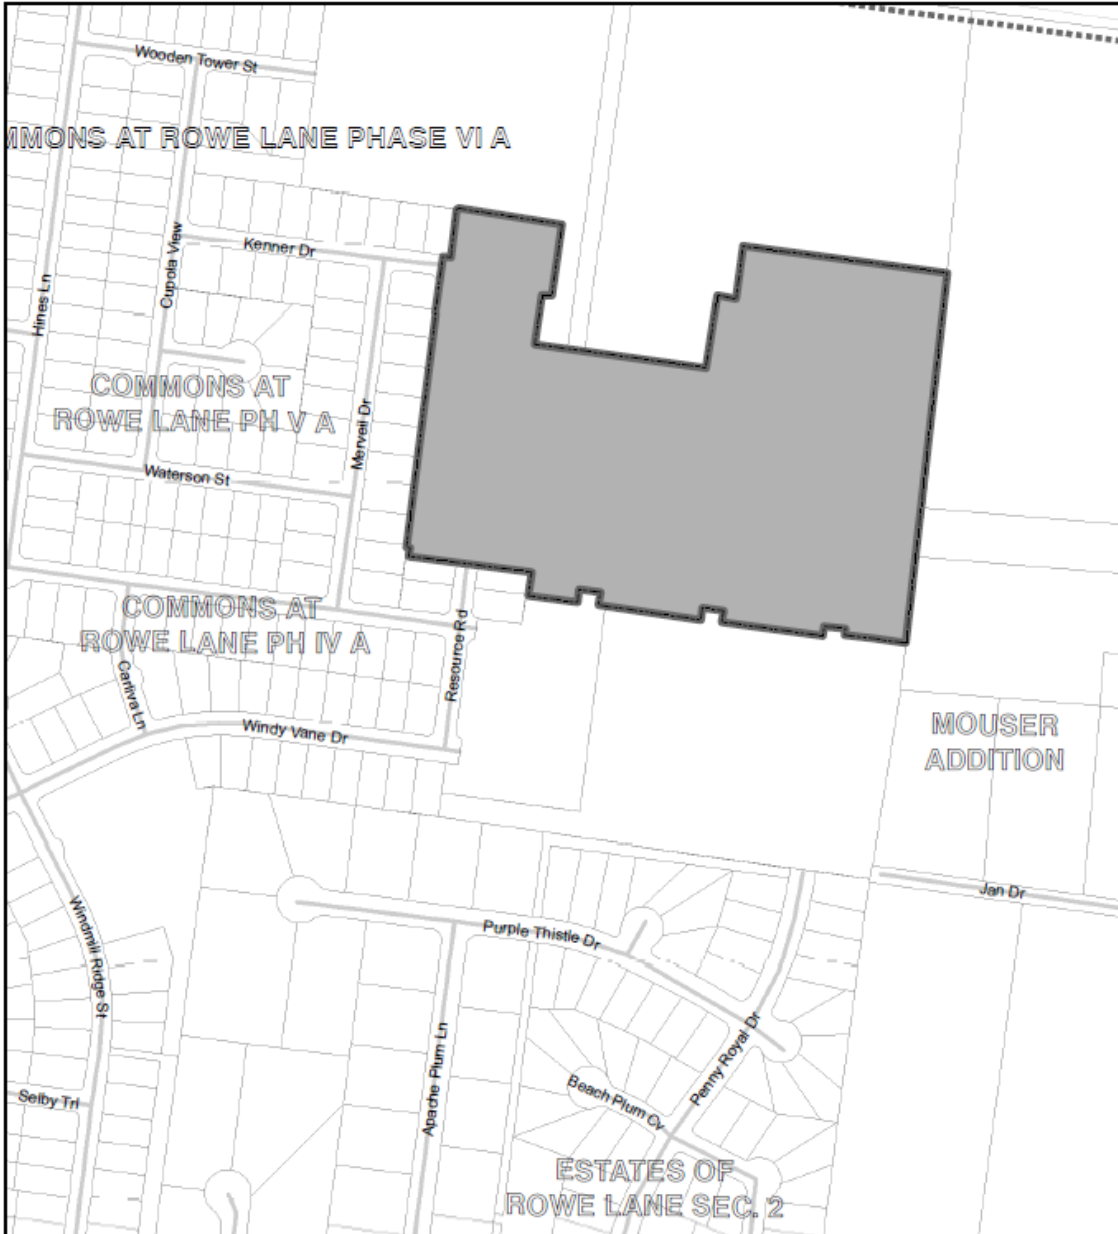 Wooden Tower St
MMONS AT ROWE LANE PHASE VI A
Kenner Dr
Cupola View
Hines Ln
COMMONS AT
ROWE LANE PH V A
Merveil Dr
Waterson St
COMMONS AT
ROWE LANE PH IV A
Resource Rd
Carliva Ln
Windy Vane Dr
MOUSER
ADDITION
Jan Dr
Purple Thistle Dr
Windmill Ridge St
Apache Plum Ln
Penny Royal Dr
Beach Plum Cv
Selby Trl
ESTATES OF
ROWE LANE SEC. 2